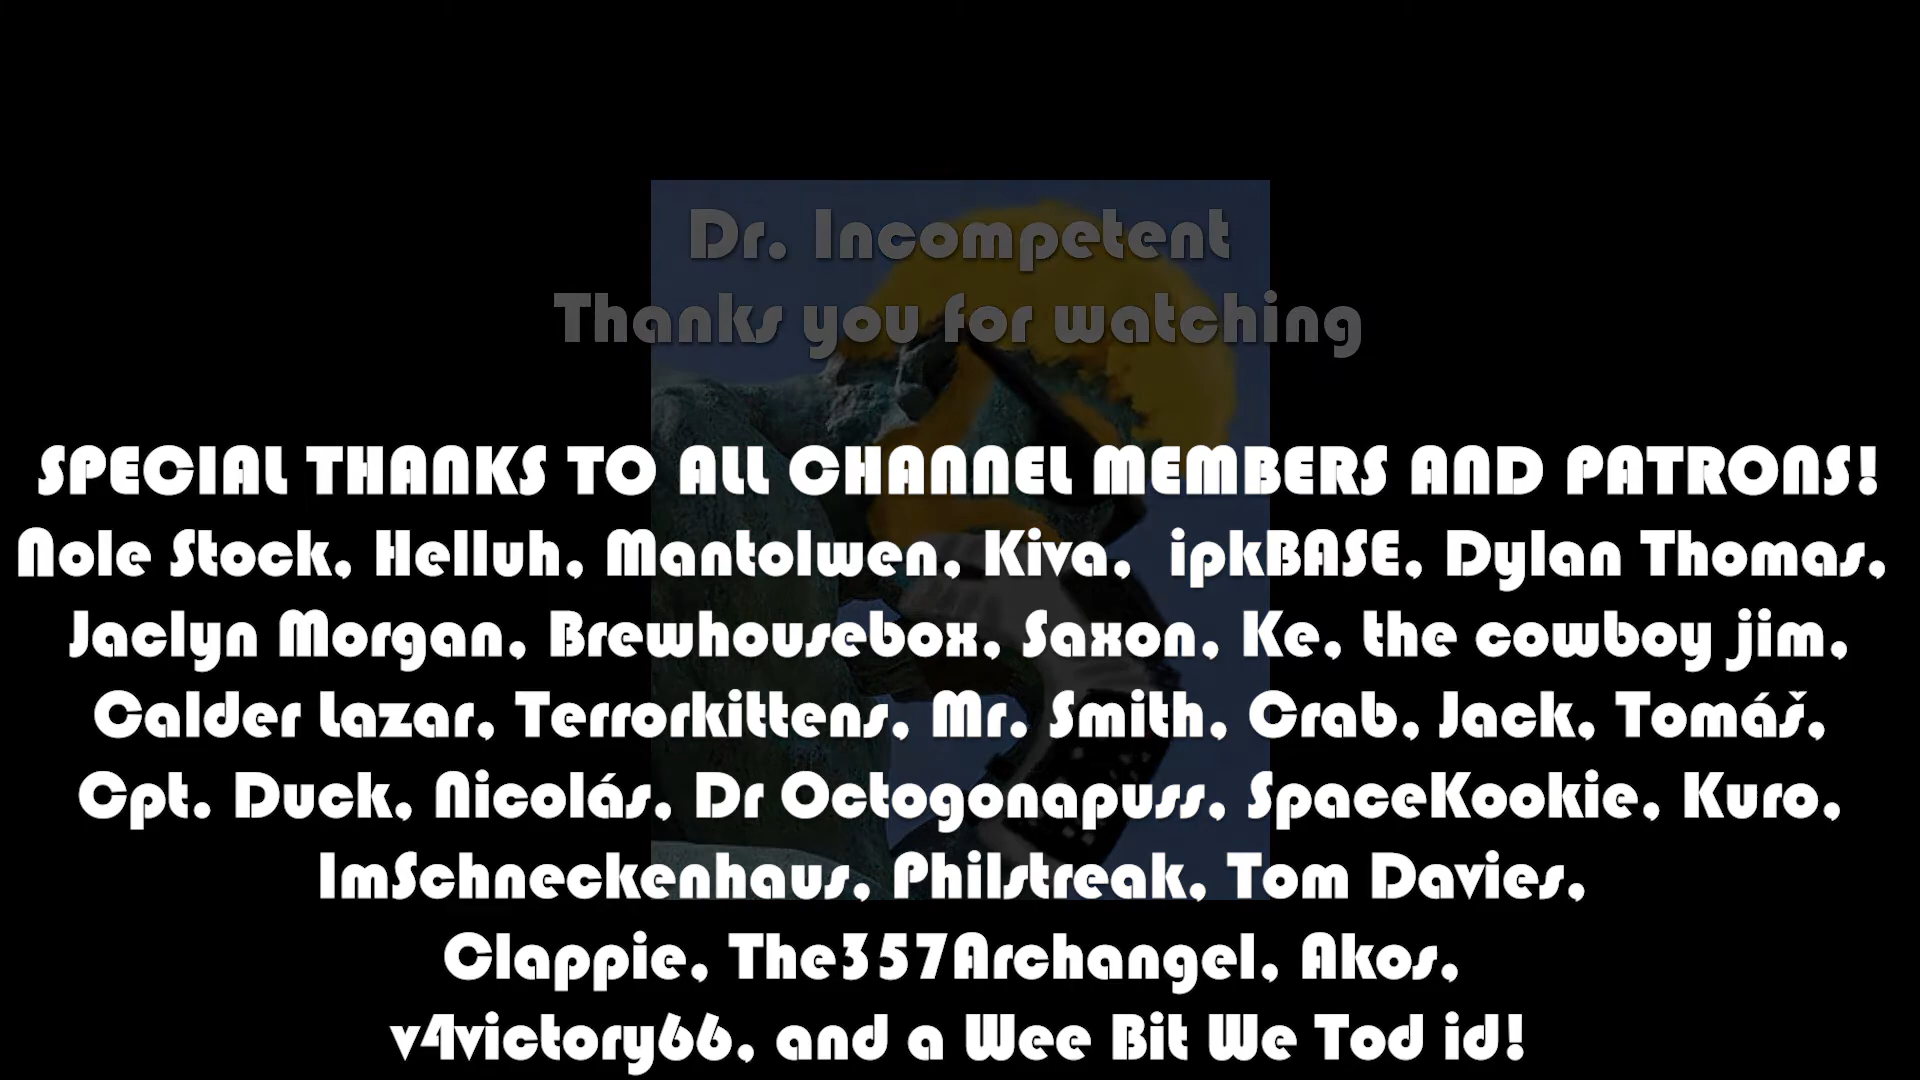 Dr. Incompetent
Thanks you for watching
SPECIAL THANKS TO ALL CHANNEL MEMBERS AND PATRONS!
Nole Stock, Helluh, Mantolwen, Kiva, ipkBASE, Dylan Thomas,
Jaclyn Morgan, Brewhousebox, Saxon, Ke, the cowboy jim,
Calder Lazar, Terrorkittens, Mr. Smith, Crab, Jack, Tomáš,
Cpt. Duck, Nicolás, Dr Octogonapuss, SpaceKookie, Kuro,
ImSchneckenhaus, Philstreak, Tom Davies,
Clappie, The357Archangel, Akos,
v4victory66, and a Wee Bit We Tod id!